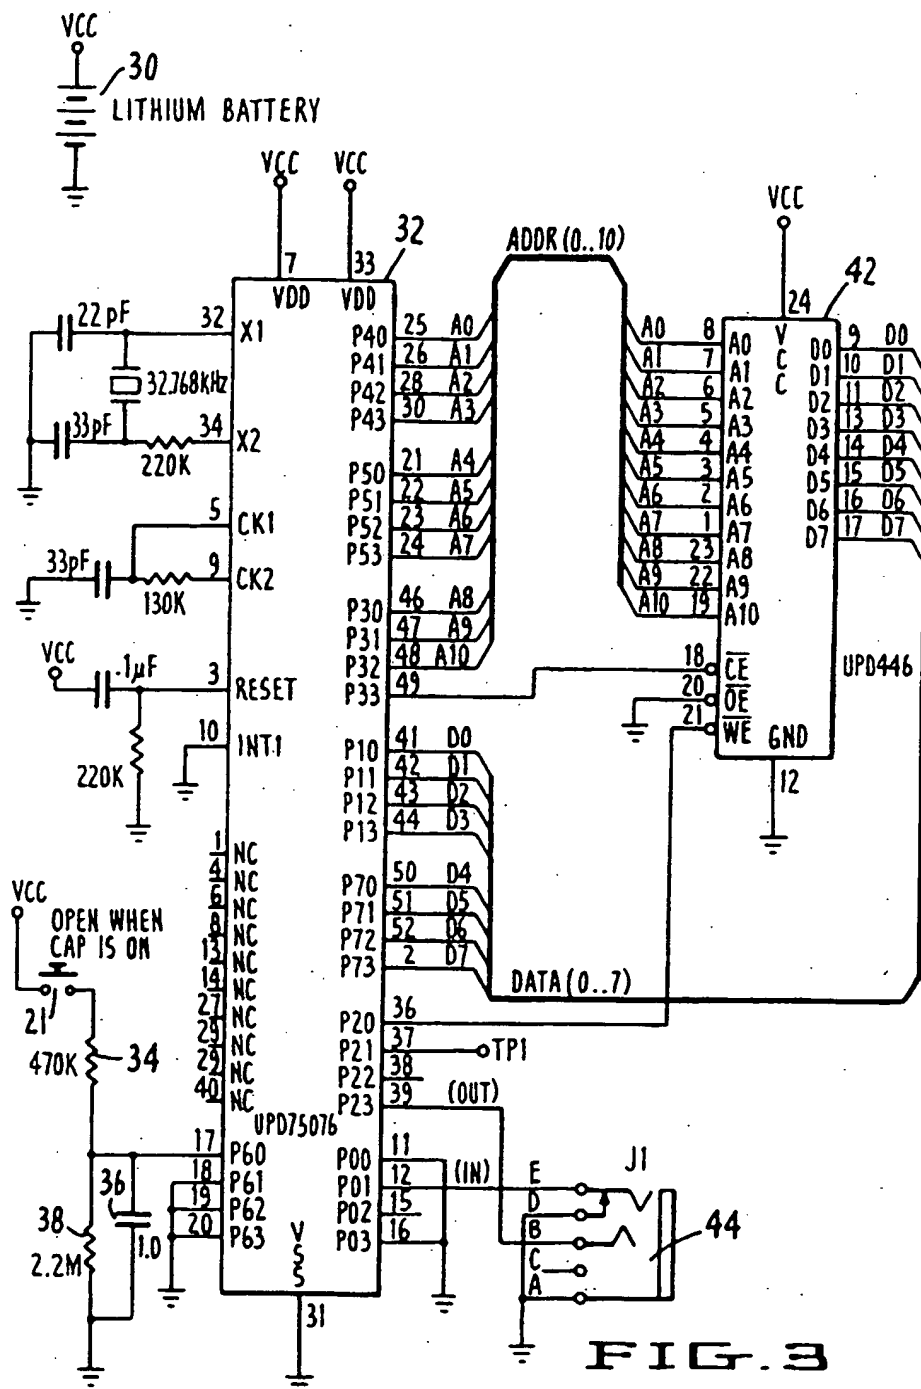 VCC
30
LITHIUM BATTERY
VCC
VCC
7
33
32
VDD
VDD
ADDR (0..10)
VCC
24
42
22 pF
32
X1
32.768kHz
33pF
220K
34
X2
5
CK1
33pF
9
CK2
130K
VCC
.1µF
3
RESET
10
INT1
220K
P40 25 A0
P41 26 A1
P42 28 A2
P43 30 A3
P50 21 A4
P51 22 A5
P52 23 A6
P53 24 A7
P30 46 A8
P31 47 A9
P32 48 A10
P33 49
P10 41 D0
P11 42 D1
P12 43 D2
P13 44 D3
P70 50 D4
P71 51 D5
P72 52 D6
P73 2 D7
DATA (0..7)
P20 36
P21 37 TP1
P22 38
P23 39 (OUT)
P00 11
P01 12 (IN)
P02 15
P03 16
A0 8 A0
A1 7 A1
A2 6 A2
A3 5 A3
A4 4 A4
A5 3 A5
A6 2 A6
A7 1 A7
A8 23 A8
A9 22 A9
A10 19 A10
18 CE
20 OE
21 WE
VCC
D0 9 D0
D1 10 D1
D2 11 D2
D3 13 D3
D4 14 D4
D5 15 D5
D6 16 D6
D7 17 D7
UPD446
GND
12
1 NC
4 NC
6 NC
8 NC
13 NC
14 NC
27 NC
NC
29 NC
40 NC
UPD75076
VCC
OPEN WHEN
CAP IS ON
21
470K
34
17 P60
18 P61
19 P62
20 P63
36
1.0
38
2.2M
VSS
31
E
D
B
C
A
J1
44
FIG. 3